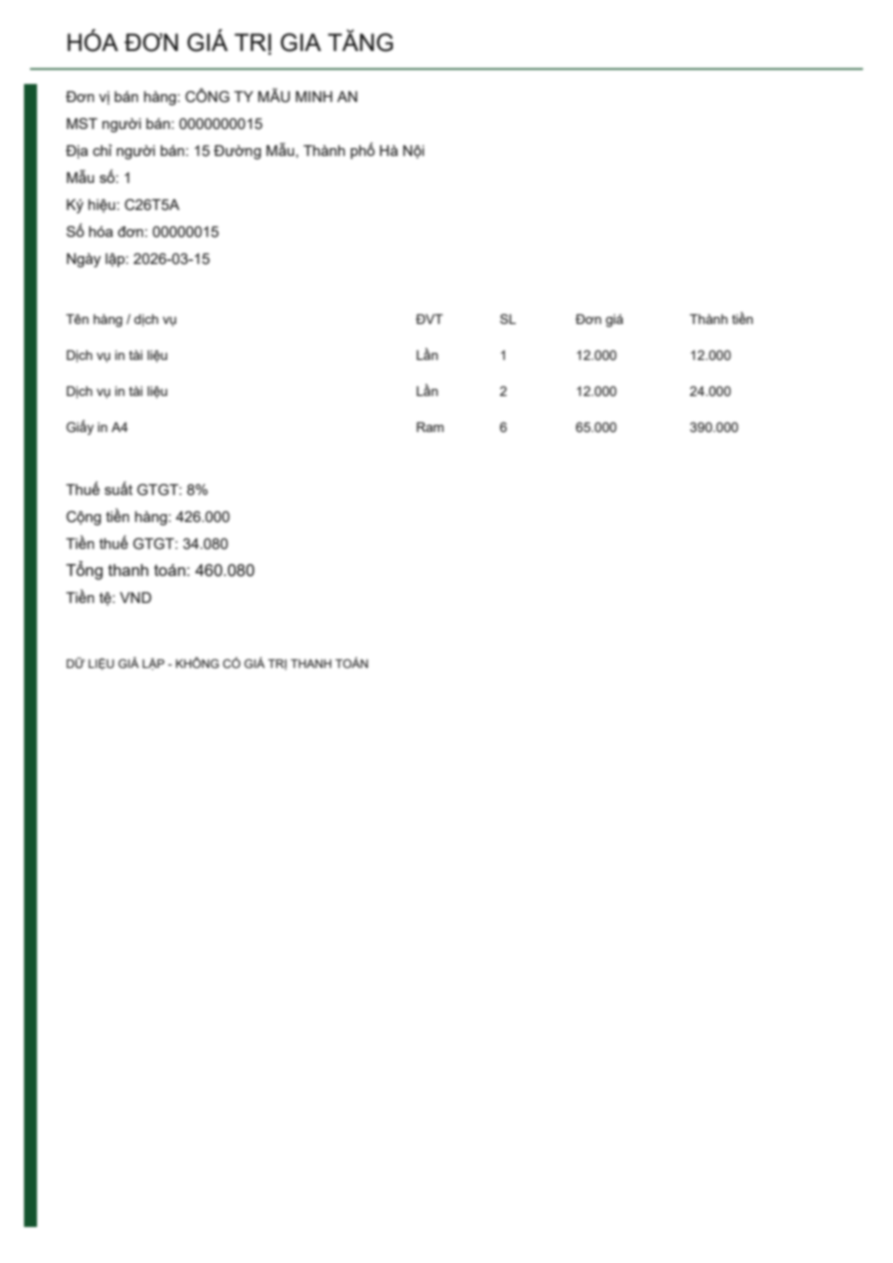 HÓA ĐƠN GIÁ TRỊ GIA TĂNG
Đơn vị bán hàng: CÔNG TY MẪU MINH AN
MST người bán: 0000000015
Địa chỉ người bán: 15 Đường Mẫu, Thành phố Hà Nội
Mẫu số: 1
Ký hiệu: C26T5A
Số hóa đơn: 00000015
Ngày lập: 2026-03-15
Tên hàng / dịch vụ ĐVT SL Đơn giá Thành tiền
Dịch vụ in tài liệu Lần 1 12.000 12.000
Dịch vụ in tài liệu Lần 2 12.000 24.000
Giấy in A4 Ram 6 65.000 390.000
Thuế suất GTGT: 8%
Cộng tiền hàng: 426.000
Tiền thuế GTGT: 34.080
Tổng thanh toán: 460.080
Tiền tệ: VND
DỮ LIỆU GIẢ LẬP - KHÔNG CÓ GIÁ TRỊ THANH TOÁN